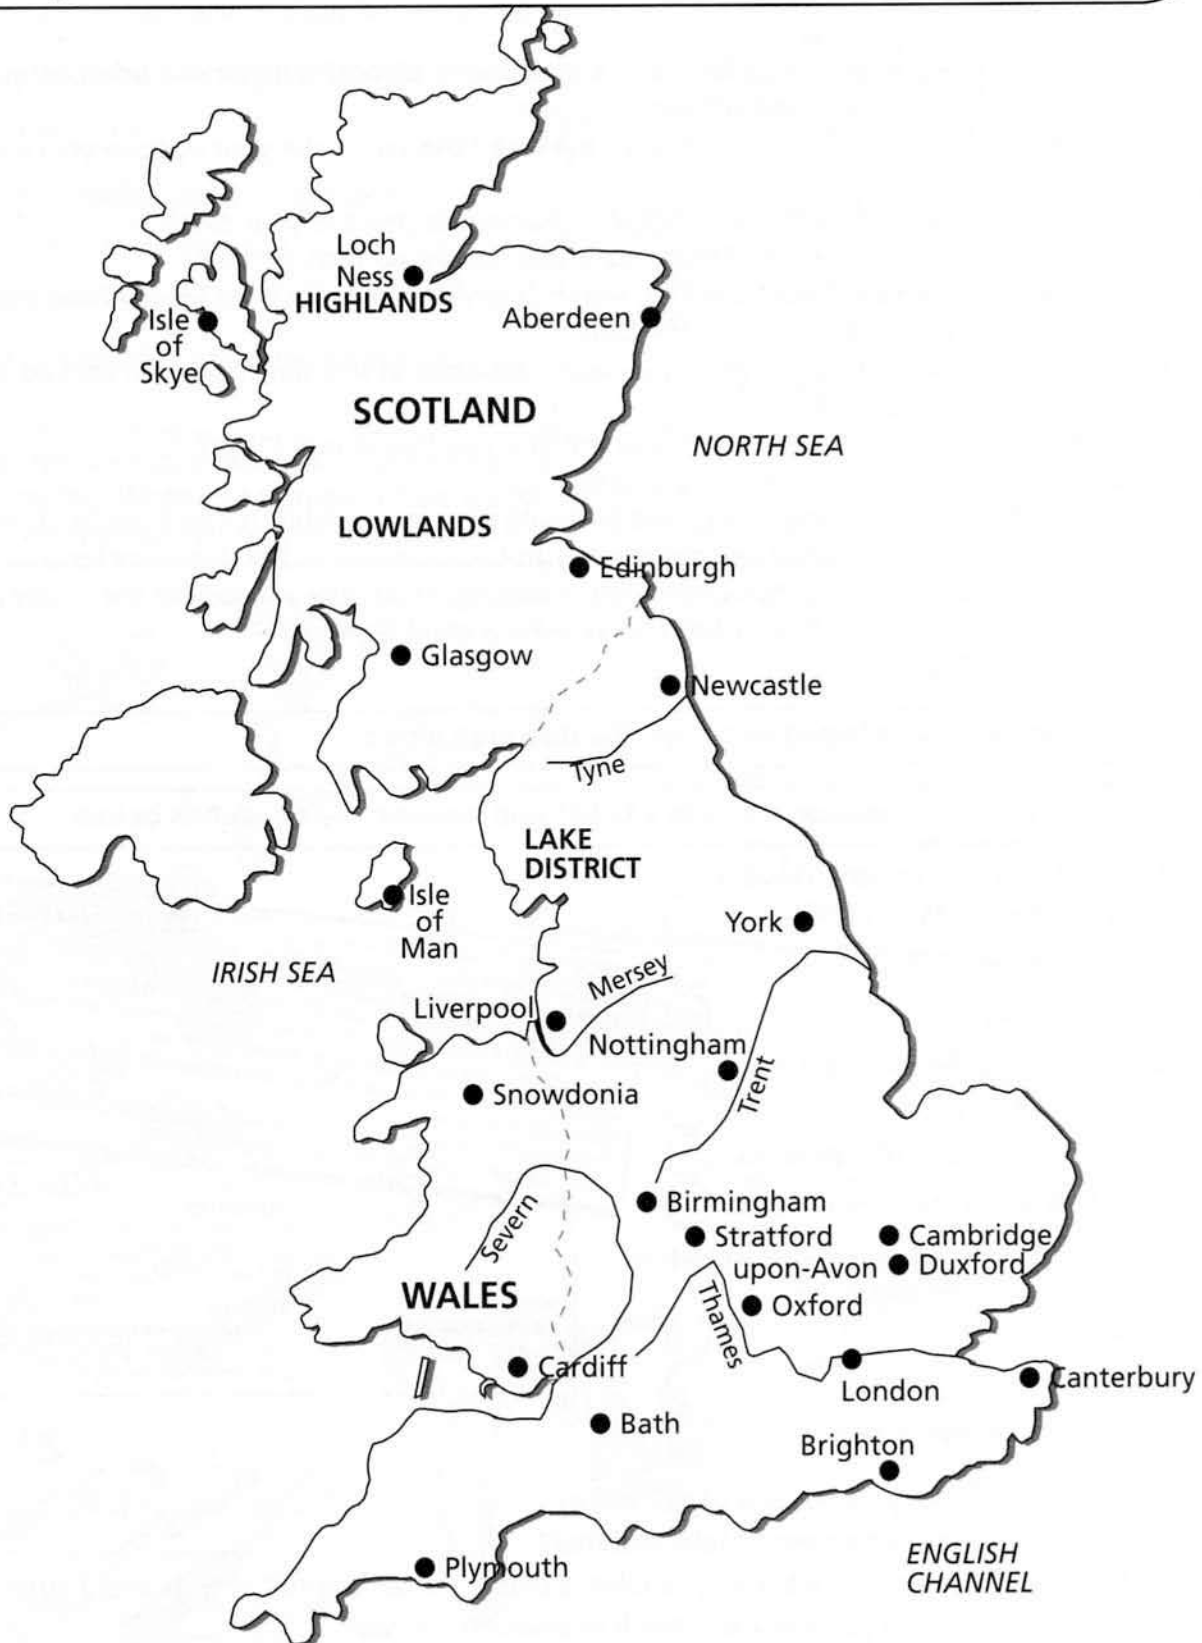 Loch
Ness
HIGHLANDS
Isle
of
Skye
Aberdeen
SCOTLAND
NORTH SEA
LOWLANDS
Edinburgh
Glasgow
Newcastle
Tyne
LAKE
DISTRICT
Isle
of
Man
York
IRISH SEA
Mersey
Liverpool
Nottingham
Trent
Snowdonia
Severn
Birmingham
Stratford
upon-Avon
Cambridge
Duxford
WALES
Oxford
Thames
Cardiff
London
Canterbury
Bath
Brighton
Plymouth
ENGLISH
CHANNEL